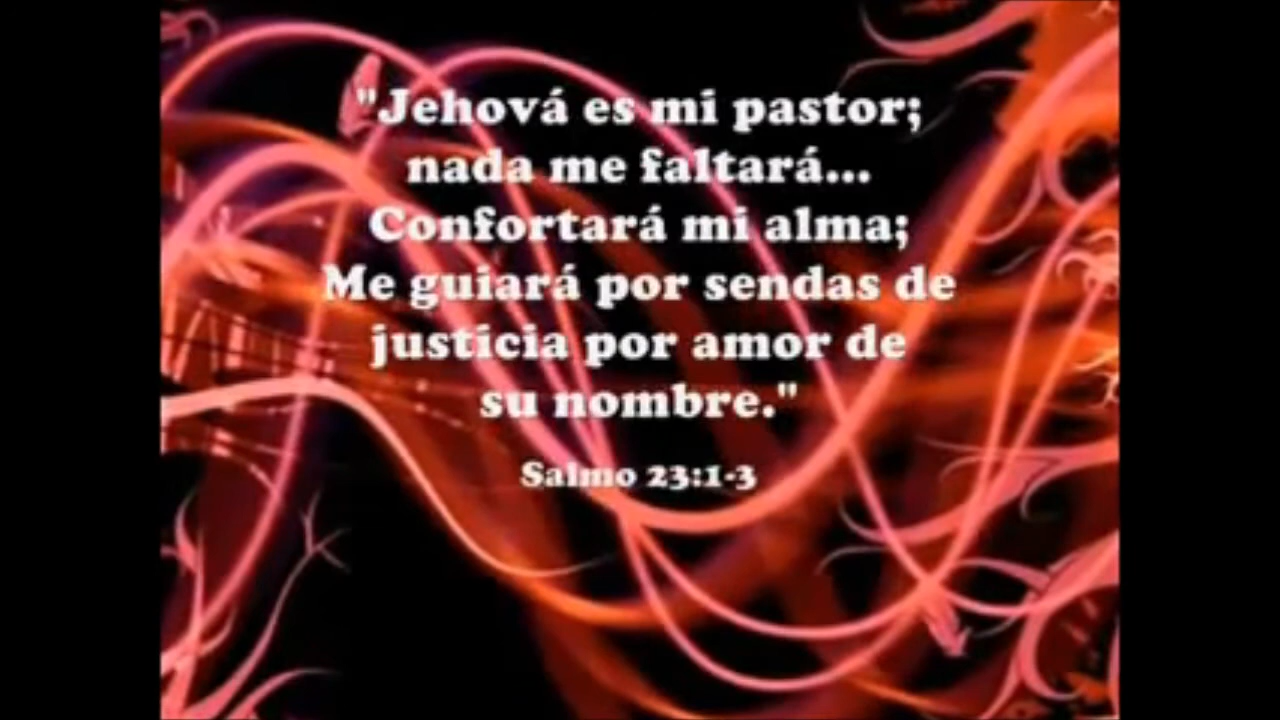 "Jehová es mi pastor;
nada me faltará...
Confortará mi alma;
Me guiará por sendas de
justicia por amor de
su nombre."
Salmo 23:1-3